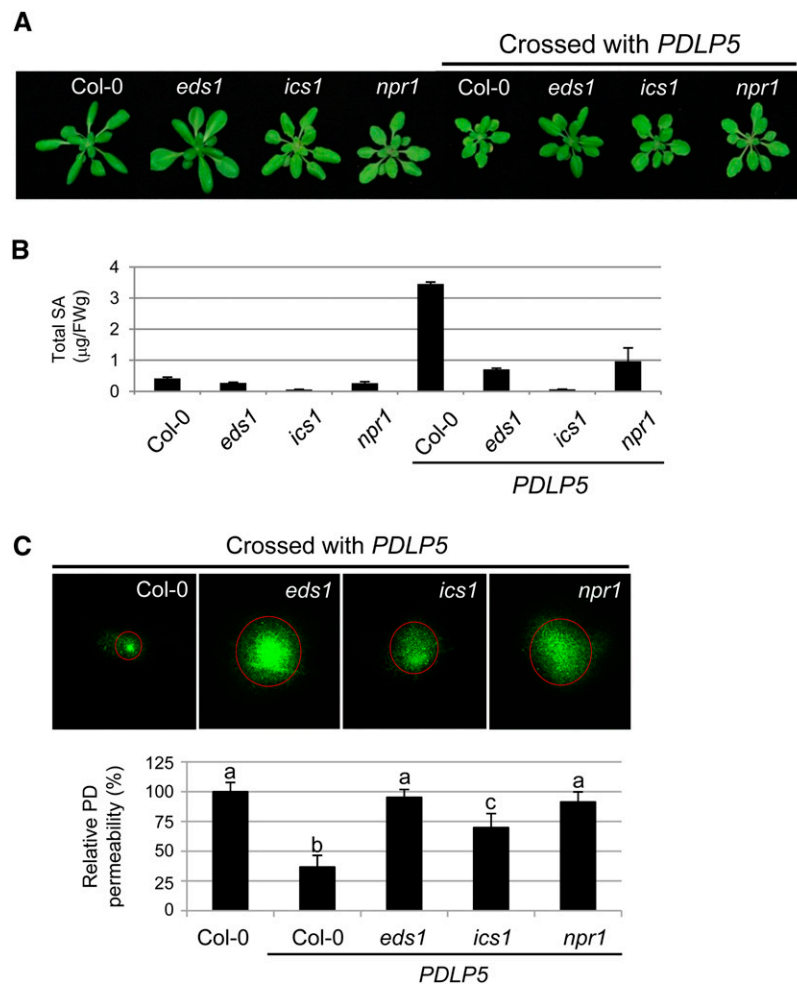 A
Crossed with PDLP5
Col-0 eds1 ics1 npr1 Col-0 eds1 ics1 npr1
B
Total SA
(µg/FWg)
4
3
2
1
0
Col-0 eds1 ics1 npr1 Col-0 eds1 ics1 npr1
PDLP5
C
Crossed with PDLP5
Col-0 eds1 ics1 npr1
Relative PD
permeability (%)
125
100
75
50
25
0
a b a c a
Col-0 Col-0 eds1 ics1 npr1
PDLP5